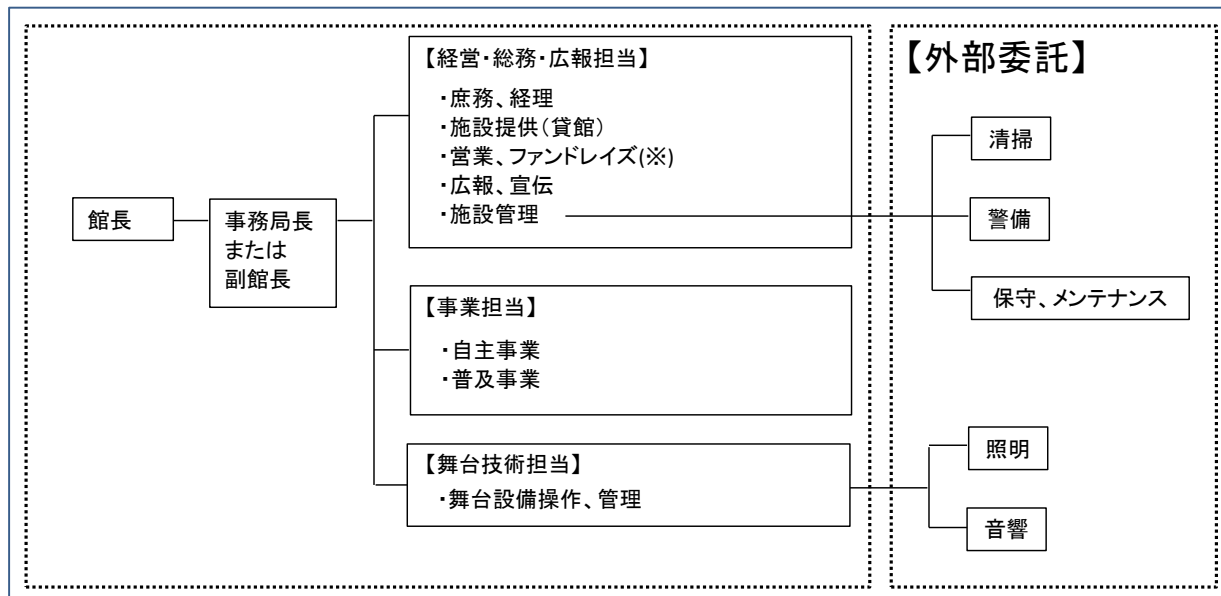 【経営・総務・広報担当】
・庶務、経理
・施設提供（貸館）
・営業、ファンドレイズ(※)
・広報、宣伝
・施設管理
館長
事務局長
または
副館長
【事業担当】
・自主事業
・普及事業
【舞台技術担当】
・舞台設備操作、管理
【外部委託】
清掃
警備
保守、メンテナンス
照明
音響